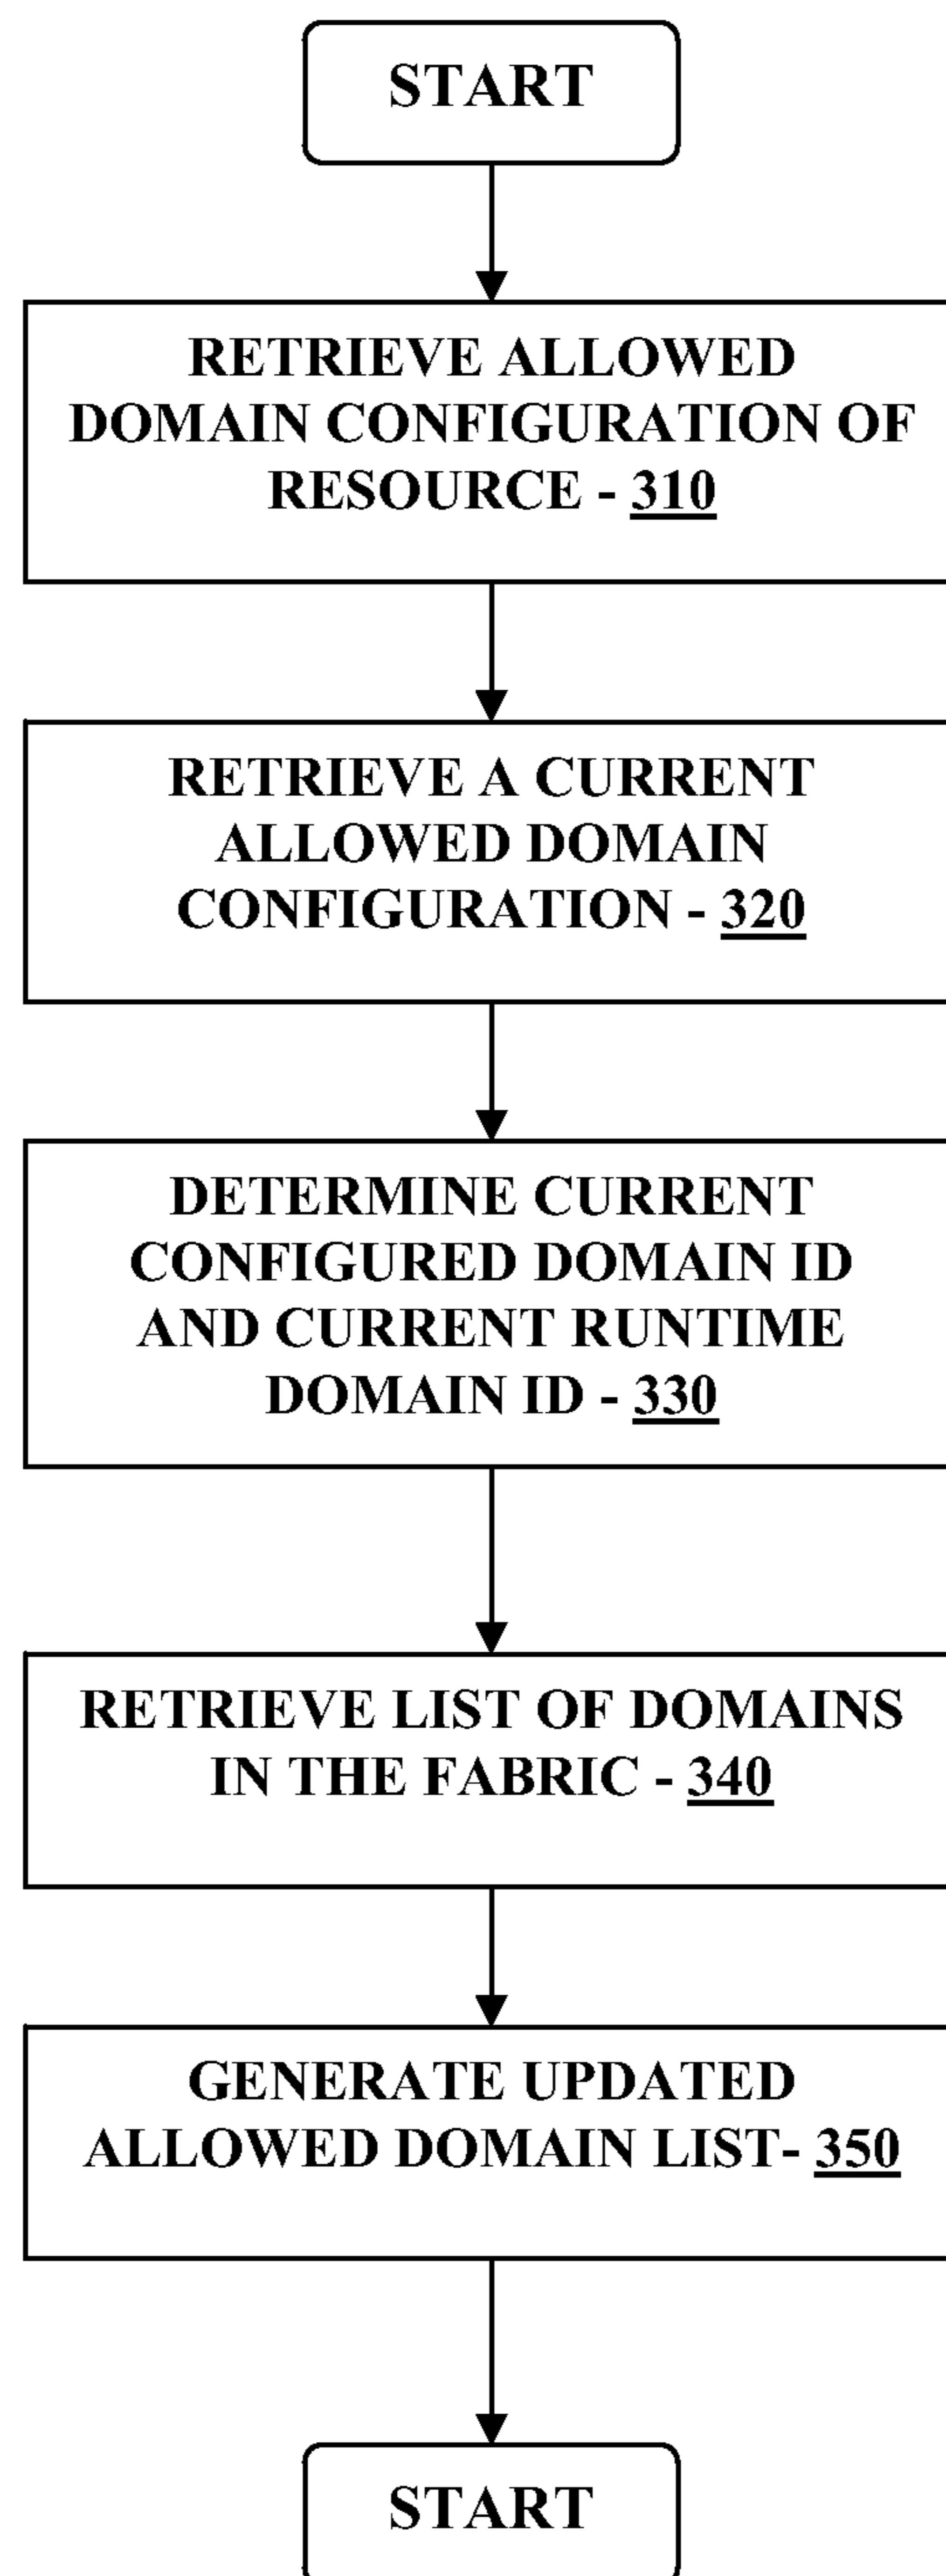 START
RETRIEVE ALLOWED
DOMAIN CONFIGURATION OF
RESOURCE - 310
RETRIEVE A CURRENT
ALLOWED DOMAIN
CONFIGURATION - 320
DETERMINE CURRENT
CONFIGURED DOMAIN ID
AND CURRENT RUNTIME
DOMAIN ID - 330
RETRIEVE LIST OF DOMAINS
IN THE FABRIC - 340
GENERATE UPDATED
ALLOWED DOMAIN LIST- 350
START